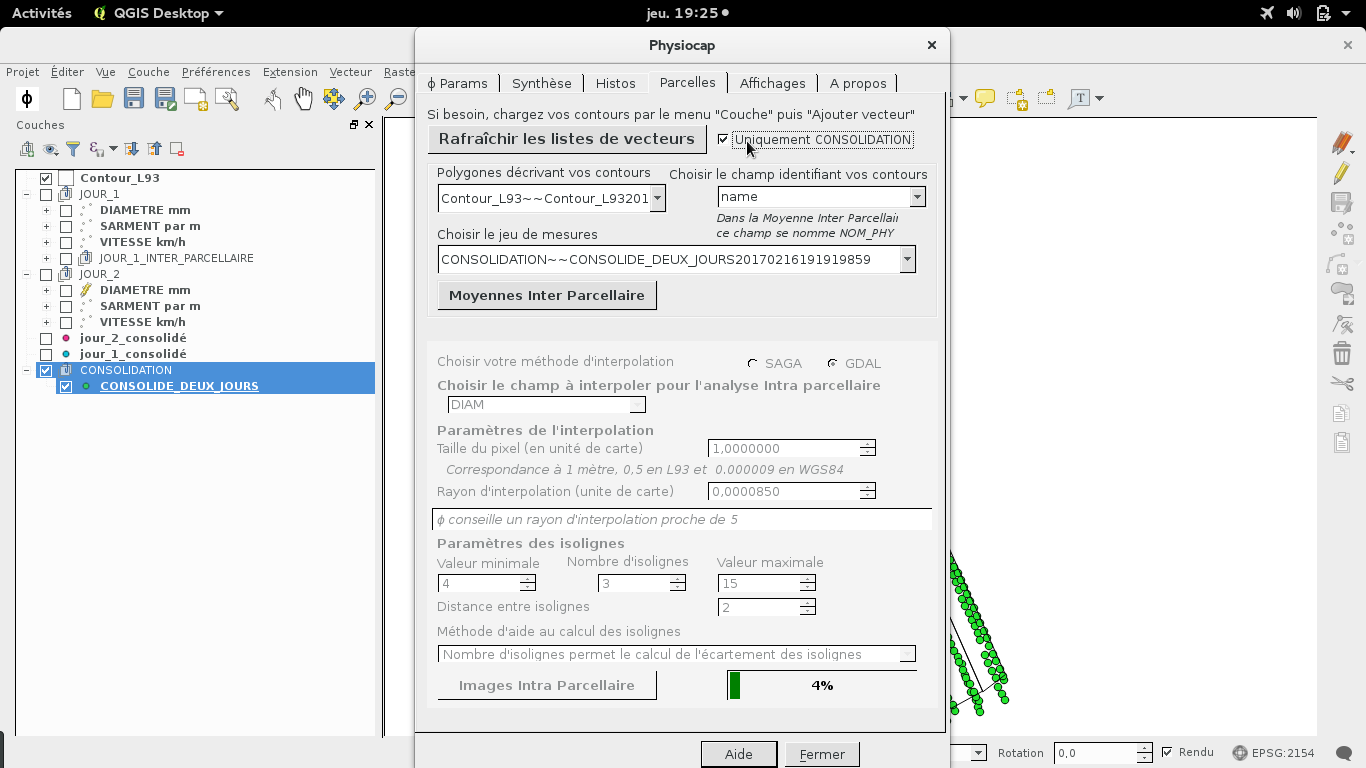 Activités QGIS Desktop jeu. 19:25
Physiocap
Projet Éditer Vue Couche Préférences Extension Vecteur Raste
ϕ Params Synthèse Histos Parcelles Affichages A propos
ϕ
T
Couches
Si besoin, chargez vos contours par le menu "Couche" puis "Ajouter vecteur"
Rafraîchir les listes de vecteurs Uniquement CONSOLIDATION
Polygones décrivant vos contours Choisir le champ identifiant vos contours
Contour_L93~~Contour_L93201 name
Dans la Moyenne Inter Parcellair
ce champ se nomme NOM_PHY
Choisir le jeu de mesures
CONSOLIDATION~~CONSOLIDE_DEUX_JOURS20170216191919859
Moyennes Inter Parcellaire
Contour_L93
JOUR_1
DIAMETRE mm
SARMENT par m
VITESSE km/h
JOUR_1_INTER_PARCELLAIRE
JOUR_2
DIAMETRE mm
SARMENT par m
VITESSE km/h
jour_2_consolidé
jour_1_consolidé
CONSOLIDATION
CONSOLIDE_DEUX_JOURS
Choisir votre méthode d'interpolation SAGA GDAL
Choisir le champ à interpoler pour l'analyse Intra parcellaire
DIAM
Paramètres de l'interpolation
Taille du pixel (en unité de carte) 1,0000000
Correspondance à 1 mètre, 0,5 en L93 et 0.000009 en WGS84
Rayon d'interpolation (unite de carte) 0,0000850
ϕ conseille un rayon d'interpolation proche de 5
Paramètres des isolignes
Valeur minimale Nombre d'isolignes Valeur maximale
4 3 15
Distance entre isolignes 2
Méthode d'aide au calcul des isolignes
Nombre d'isolignes permet le calcul de l'écartement des isolignes
Images Intra Parcellaire 4%
Aide Fermer
Rotation 0,0 Rendu EPSG:2154